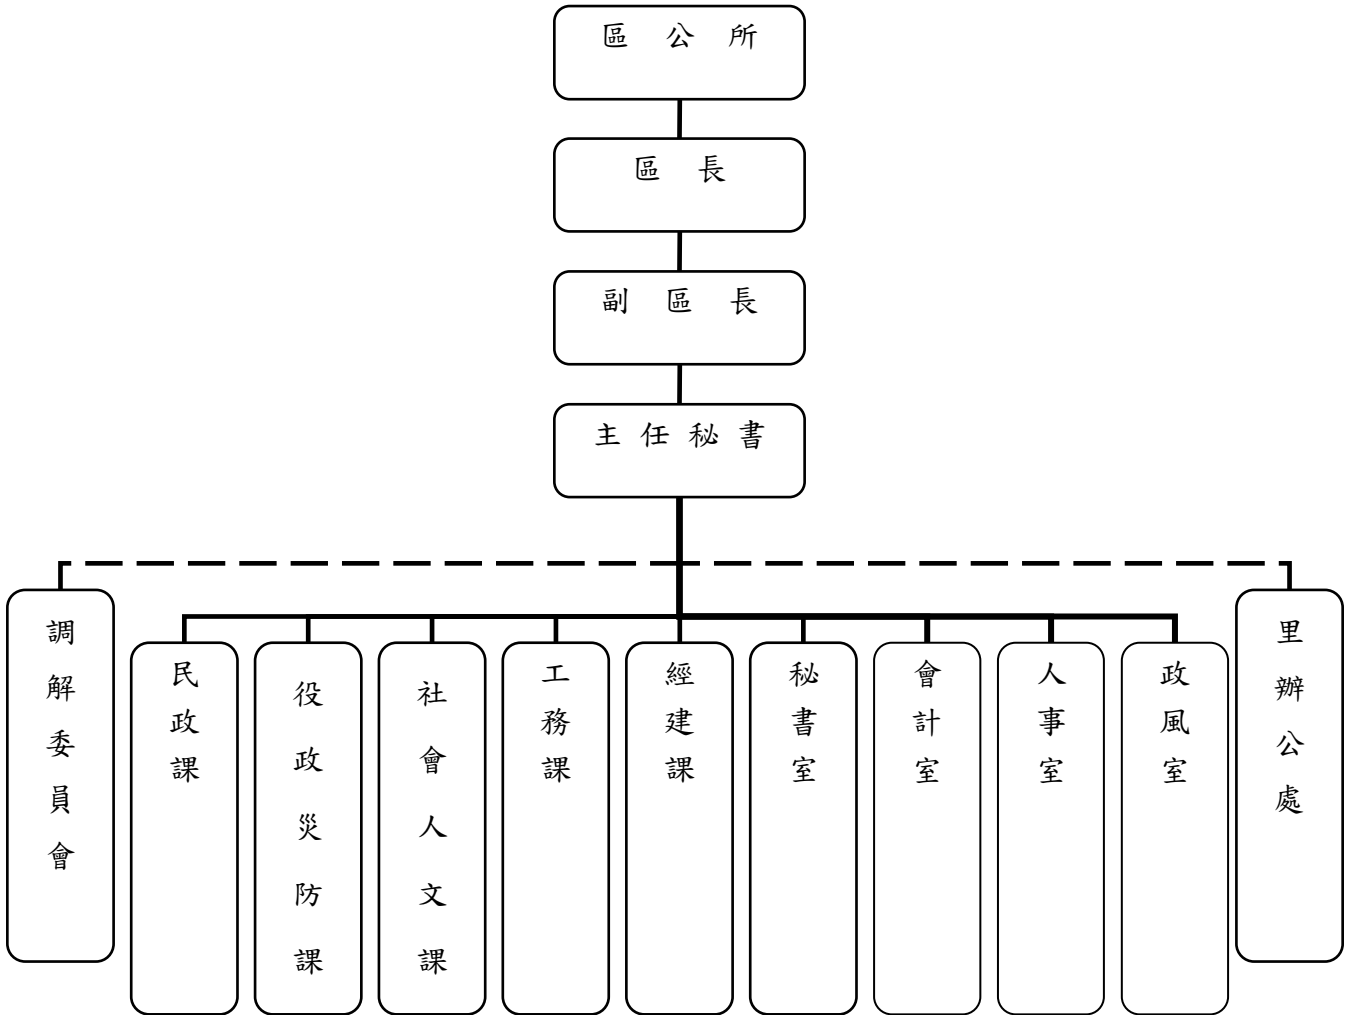 區公所
區長
副區長
主任秘書
調解委員會
民政課
役政災防課
社會人文課
工務課
經建課
秘書室
會計室
人事室
政風室
里辦公處